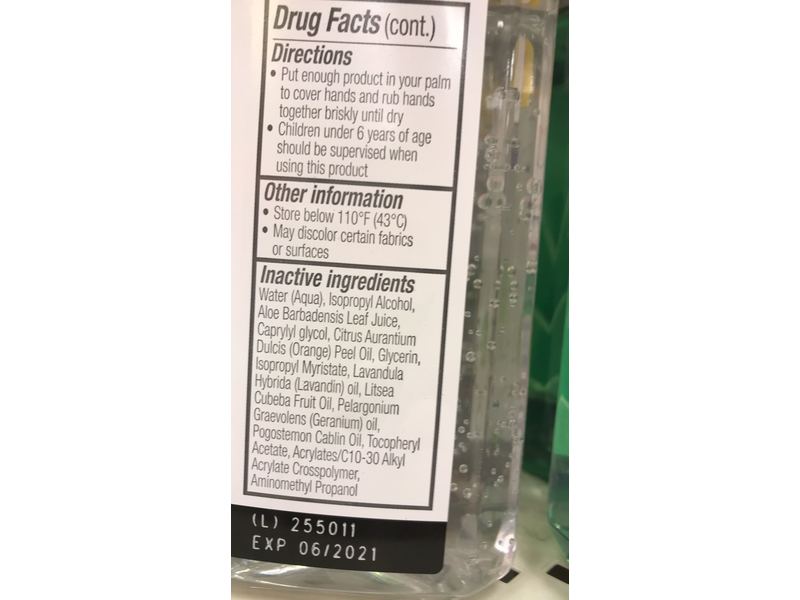 Drug Facts (cont.)
Directions
• Put enough product in your palm
to cover hands and rub hands
together briskly until dry
• Children under 6 years of age
should be supervised when
using this product
Other information
• Store below 110°F (43°C)
• May discolor certain fabrics
or surfaces
Inactive ingredients
Water (Aqua), Isopropyl Alcohol,
Aloe Barbadensis Leaf Juice,
Caprylyl glycol, Citrus Aurantium
Dulcis (Orange) Peel Oil, Glycerin,
Isopropyl Myristate, Lavandula
Hybrida (Lavandin) oil, Litsea
Cubeba Fruit Oil, Pelargonium
Graevolens (Geranium) oil,
Pogostemon Cablin Oil, Tocopheryl
Acetate, Acrylates/C10-30 Alkyl
Acrylate Crosspolymer,
Aminomethyl Propanol
(L) 255011
EXP 06/2021